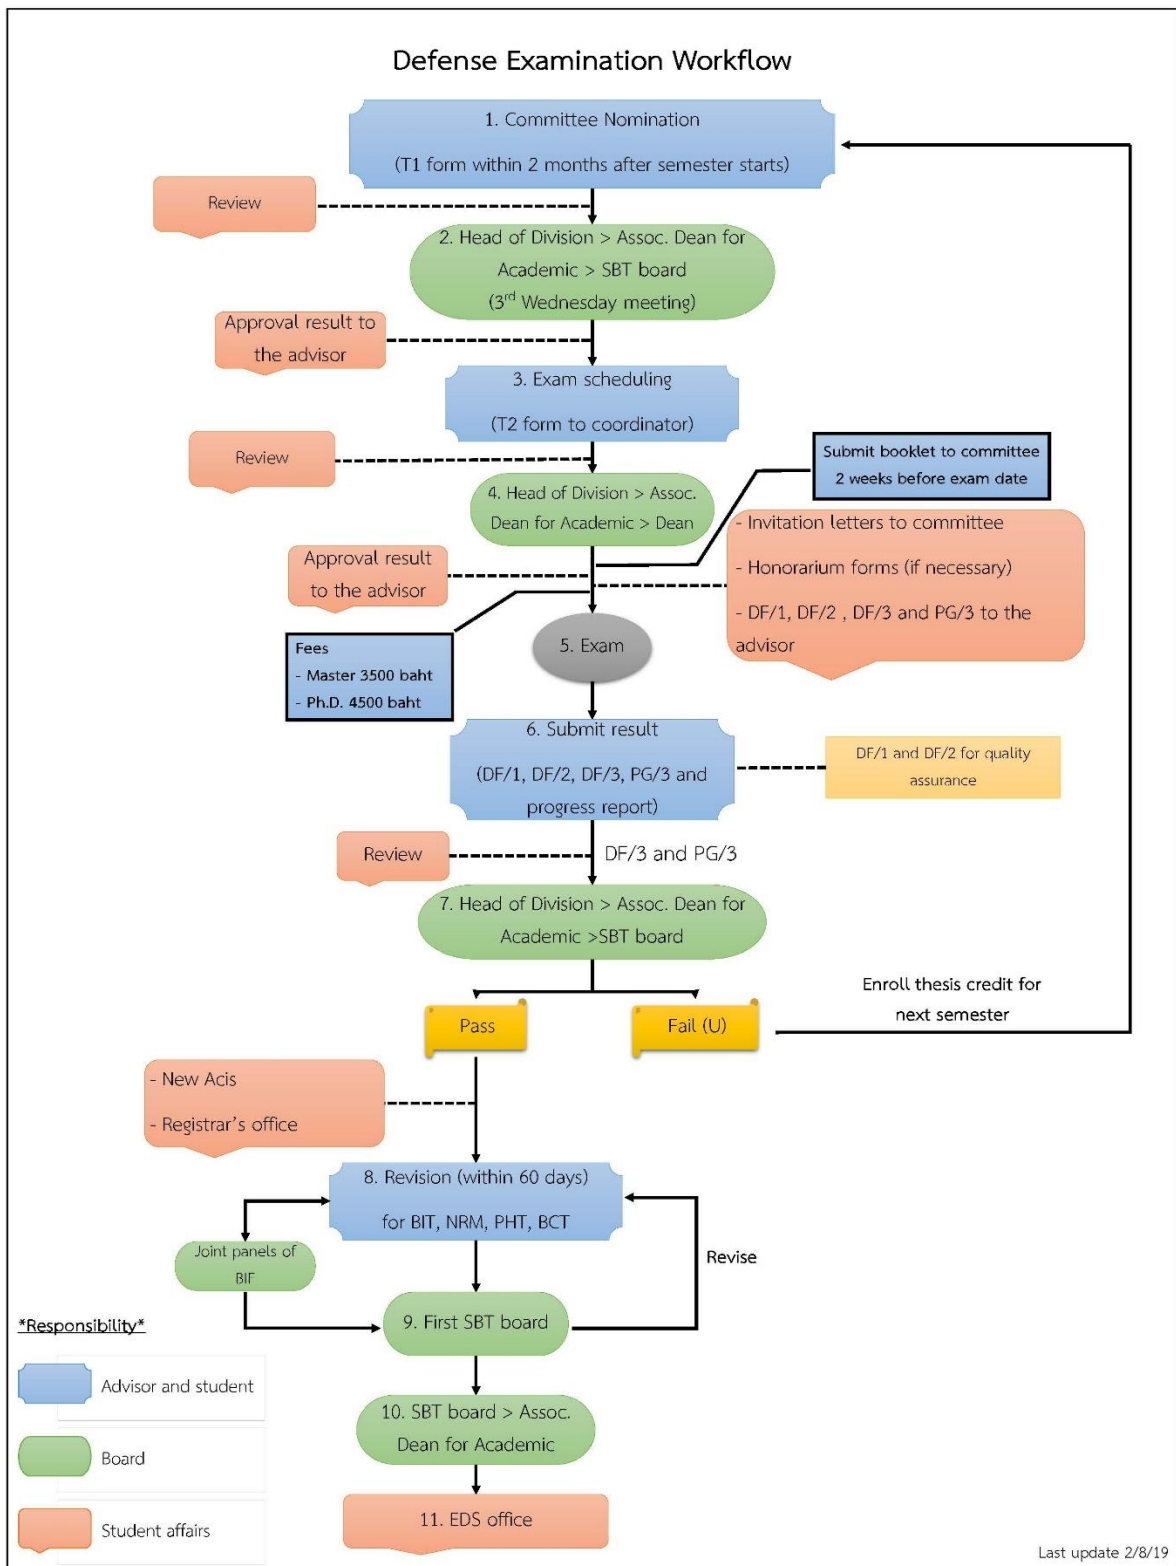 Defense Examination Workflow
1. Committee Nomination
(T1 form within 2 months after semester starts)
Review
2. Head of Division > Assoc. Dean for
Academic > SBT board
(3rd Wednesday meeting)
Approval result to
the advisor
3. Exam scheduling
(T2 form to coordinator)
Review
Submit booklet to committee
2 weeks before exam date
4. Head of Division > Assoc.
Dean for Academic > Dean
- Invitation letters to committee
- Honorarium forms (if necessary)
- DF/1, DF/2 , DF/3 and PG/3 to the
advisor
Approval result
to the advisor
Fees
- Master 3500 baht
- Ph.D. 4500 baht
5. Exam
6. Submit result
(DF/1, DF/2, DF/3, PG/3 and
progress report)
DF/1 and DF/2 for quality
assurance
Review
DF/3 and PG/3
7. Head of Division > Assoc. Dean for
Academic >SBT board
Enroll thesis credit for
next semester
Pass
Fail (U)
- New Acis
- Registrar's office
8. Revision (within 60 days)
for BIT, NRM, PHT, BCT
Joint panels of
BIF
Revise
9. First SBT board
*Responsibility*
Advisor and student
Board
Student affairs
10. SBT board > Assoc.
Dean for Academic
11. EDS office
Last update 2/8/19